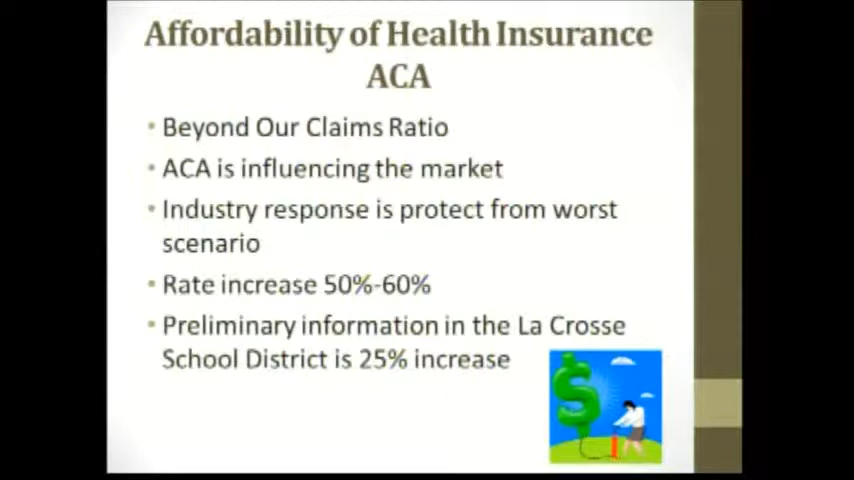 Affordability of Health Insurance
ACA
• Beyond Our Claims Ratio
• ACA is influencing the market
• Industry response is protect from worst
scenario
• Rate increase 50%-60%
• Preliminary information in the La Crosse
School District is 25% increase
$